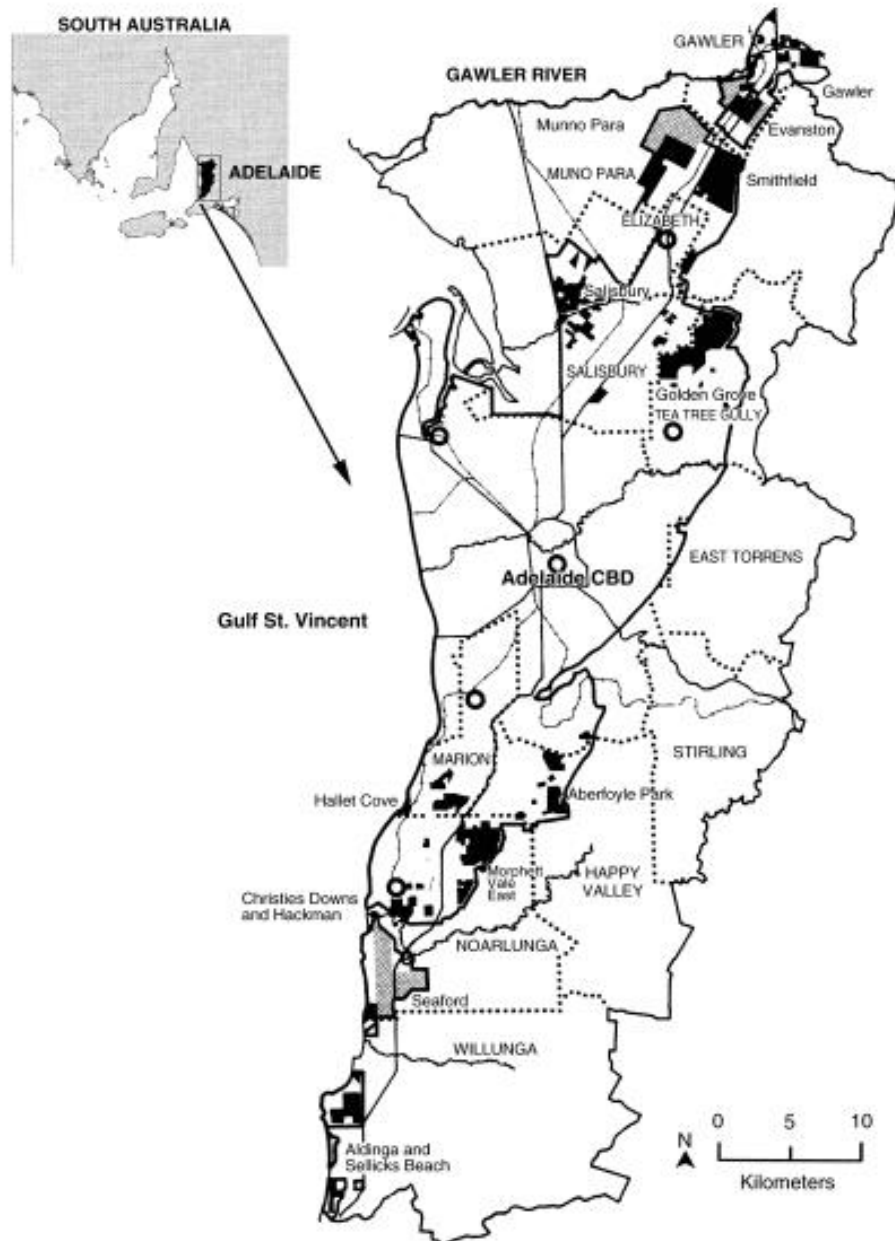 SOUTH AUSTRALIA
ADELAIDE
GAWLER
GAWLER RIVER
Gawler
Munno Para
Evanston
MUNO PARA
Smithfield
ELIZABETH
Salisbury
SALISBURY
Golden Grove
TEA TREE GULLY
EAST TORRENS
Adelaide CBD
Gulf St. Vincent
STIRLING
MARION
Hallet Cove
Aberfoyle Park
Morphett
Vale
East
HAPPY
VALLEY
Christies Downs
and Hackman
NOARLUNGA
Seaford
WILLUNGA
Aldinga and
Sellicks Beach
N
0 5 10
Kilometers